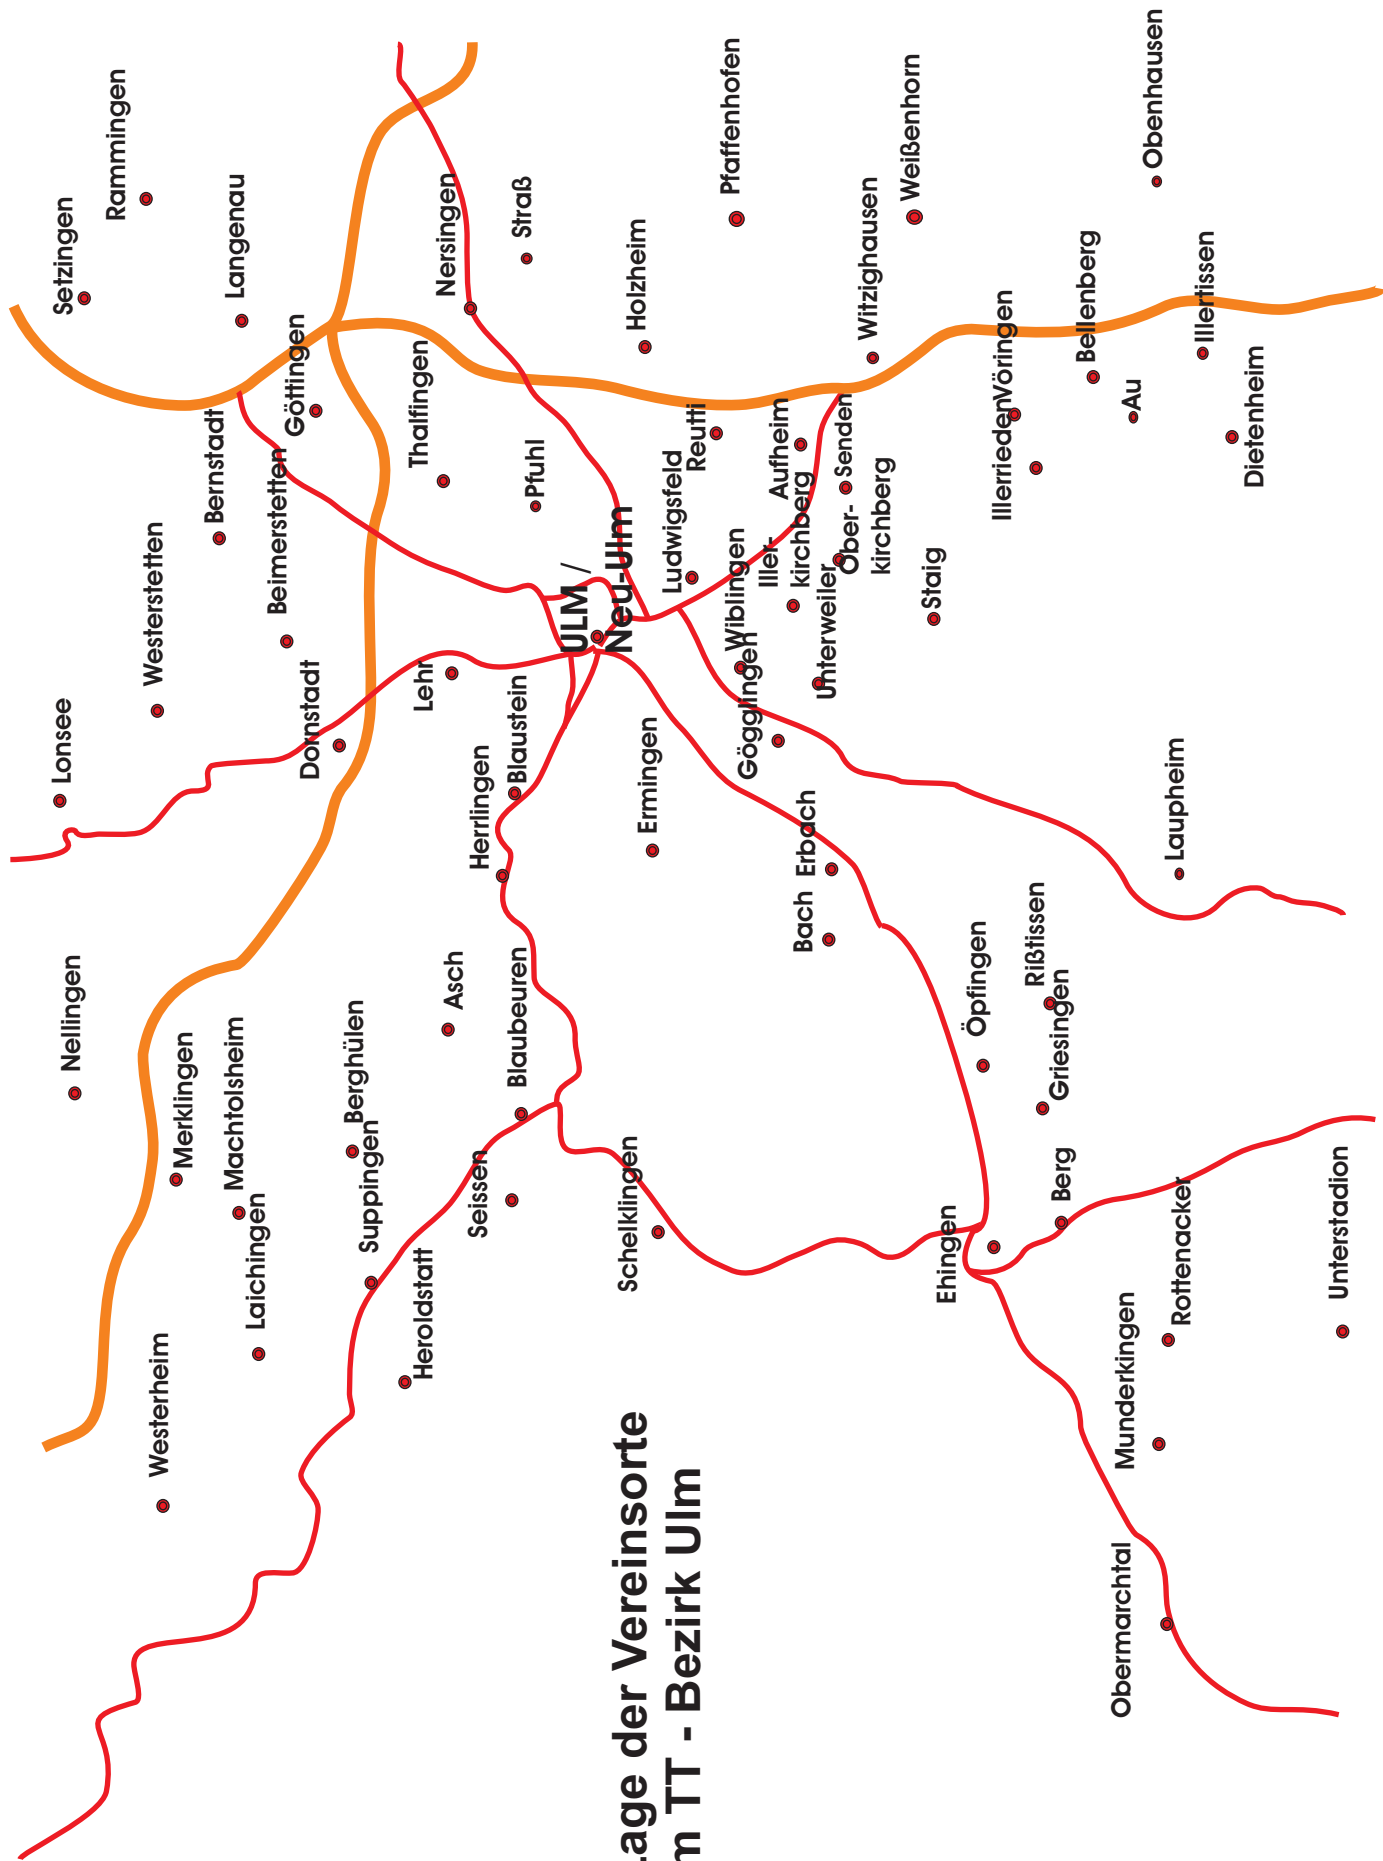 Lonsee
Setzingen
Nellingen
Rammingen
Westerstetten
Westerheim
Merklingen
Bernstadt
Langenau
Machtolsheim
Laichingen
Beimerstetten
Göttingen
Dornstadt
Berghülen
Suppingen
Heroldstatt
Lehr
Thalfingen
Nersingen
Asch
Seissen
Herrlingen
Blaubeuren
Blaustein
Pfuhl
Straß
ULM /
Neu-Ulm
Schelklingen
Ermingen
Holzheim
Ludwigsfeld
Reutti
Pfaffenhofen
Wiblingen
Gögglingen
Iller-
kirchberg
Aufheim
Bach
Erbach
Unterweiler
Senden
Ober-
kirchberg
Witzighausen
Weißenhorn
Staig
Ehingen
Öpfingen
Illerrieden
Vöringen
Rißtissen
Griesingen
Berg
Bellenberg
Au
Obenhausen
Obermarchtal
Munderkingen
Rottenacker
Laupheim
Illertissen
Dietenheim
Unterstadion
age der Vereinsorte
m TT - Bezirk Ulm